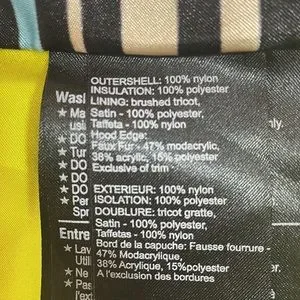 OUTERSHELL: 100% nylon
INSULATION: 100% polyester
LINING: brushed tricot,
Satin - 100% polyester
Taffeta - 100% nylon
Hood Edge:
Faux Fur - 47% modacrylic,
38% acrylic, 15% polyester
Exclusive of trim
EXTERIEUR: 100% nylon
ISOLATION: 100% polyester
DOUBLURE: tricot gratte,
Satin - 100% polyester
Taffetas - 100% nylon
Bord de la capuche: Fausse fourrure -
47% Modacrylique,
38% Acrylique, 15%polyester
A l'exclusion des bordures
★ DO
★ DO
★ DO
Entre